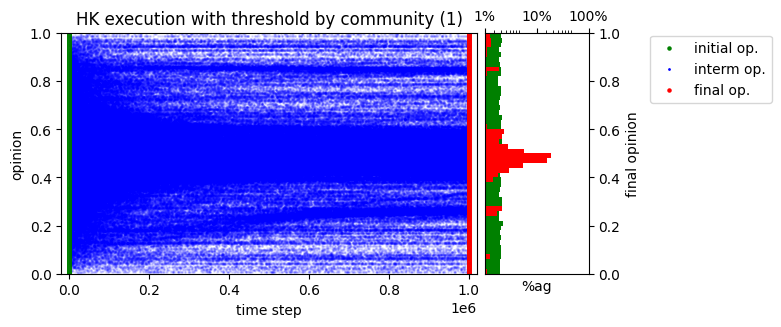 HK execution with threshold by community (1)
1% 10% 100%
initial op.
interm op.
final op.
opinion
1.0
0.8
0.6
0.4
0.2
0.0
0.0 0.2 0.4 0.6 0.8 1.0
1e6
time step
%ag
1.0
0.8
0.6
0.4
0.2
0.0
final opinion